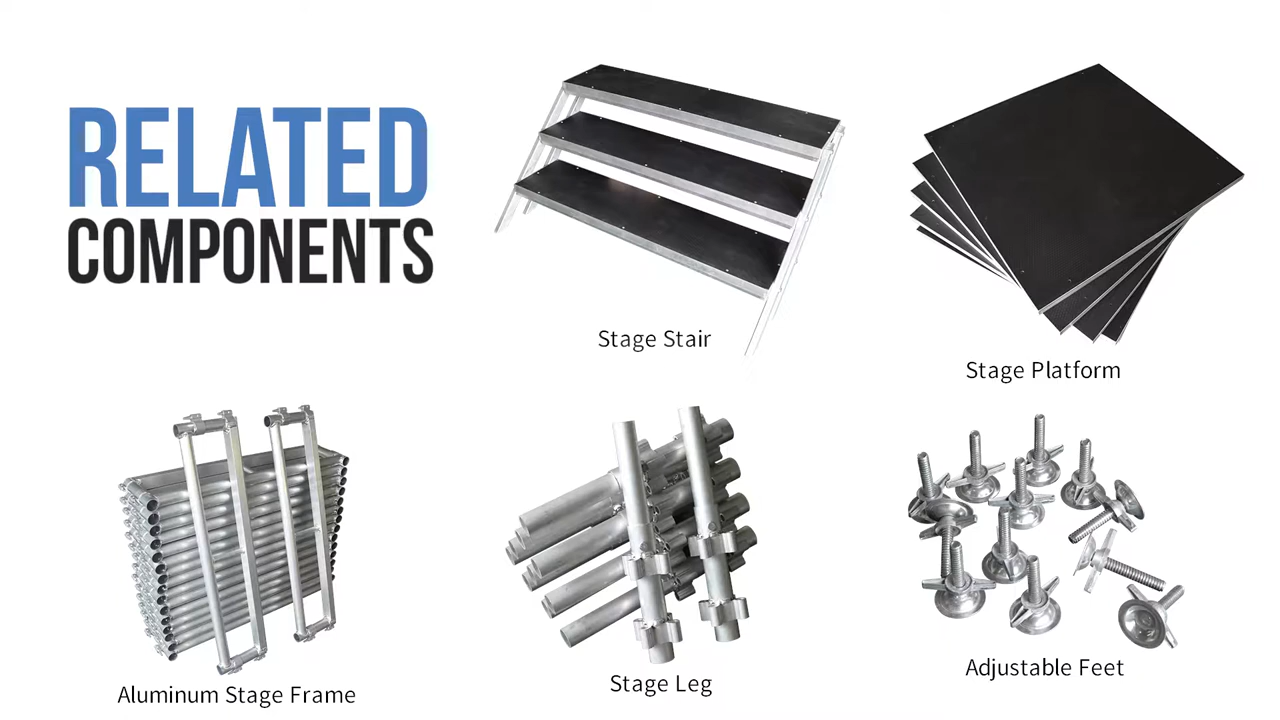 RELATED
COMPONENTS
Stage Stair
Stage Platform
Aluminum Stage Frame
Stage Leg
Adjustable Feet